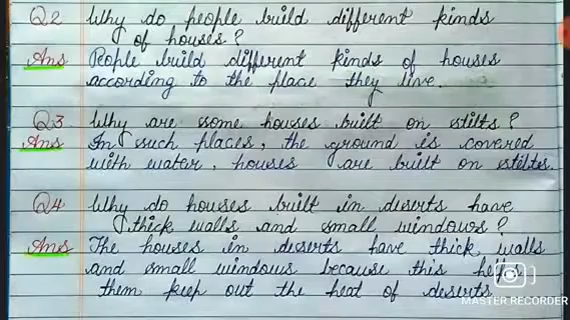 Q2 Why do people build different kinds
of houses?
Ans People build different kinds of houses
according to the place they live.
Q3 Why are some houses built on stilts?
Ans In such places, the ground is covered
with water, houses are built on stilts.
Q4 Why do houses built in deserts have
thick walls and small windows?
Ans The houses in deserts have thick walls
and small windows because this helps
them keep out the heat of deserts
MASTER RECORDER